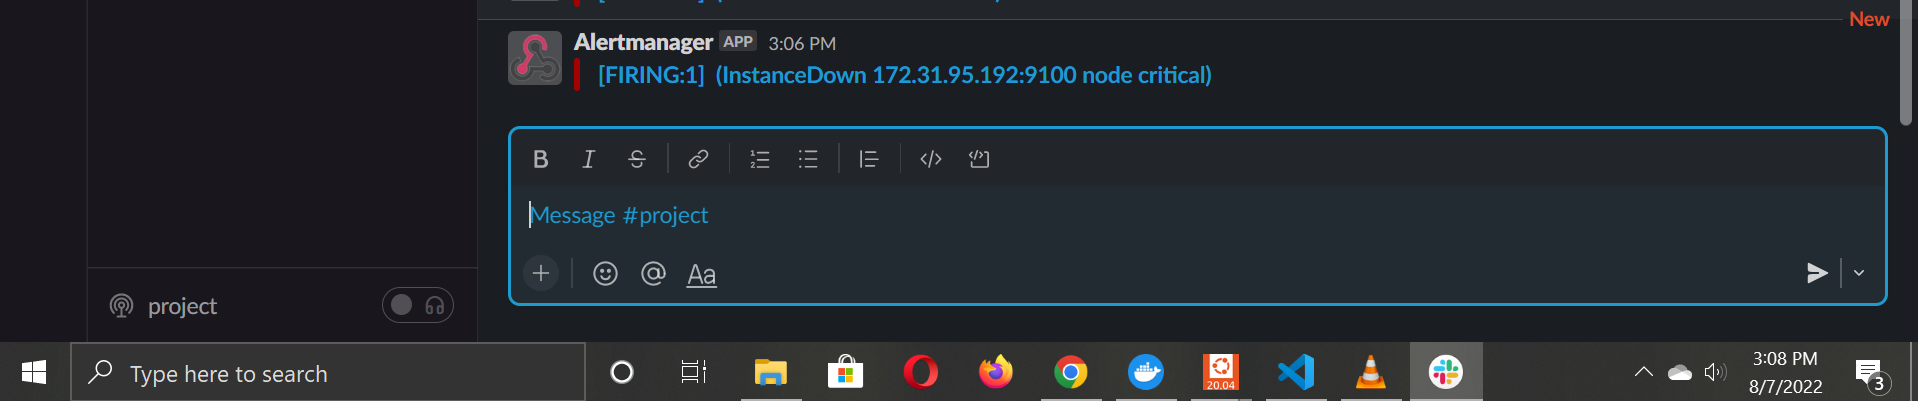 New
Alertmanager APP 3:06 PM
[FIRING:1] (InstanceDown 172.31.95.192:9100 node critical)
B I S
Message #project
Aa
project
Type here to search
20.04
3:08 PM
8/7/2022
3